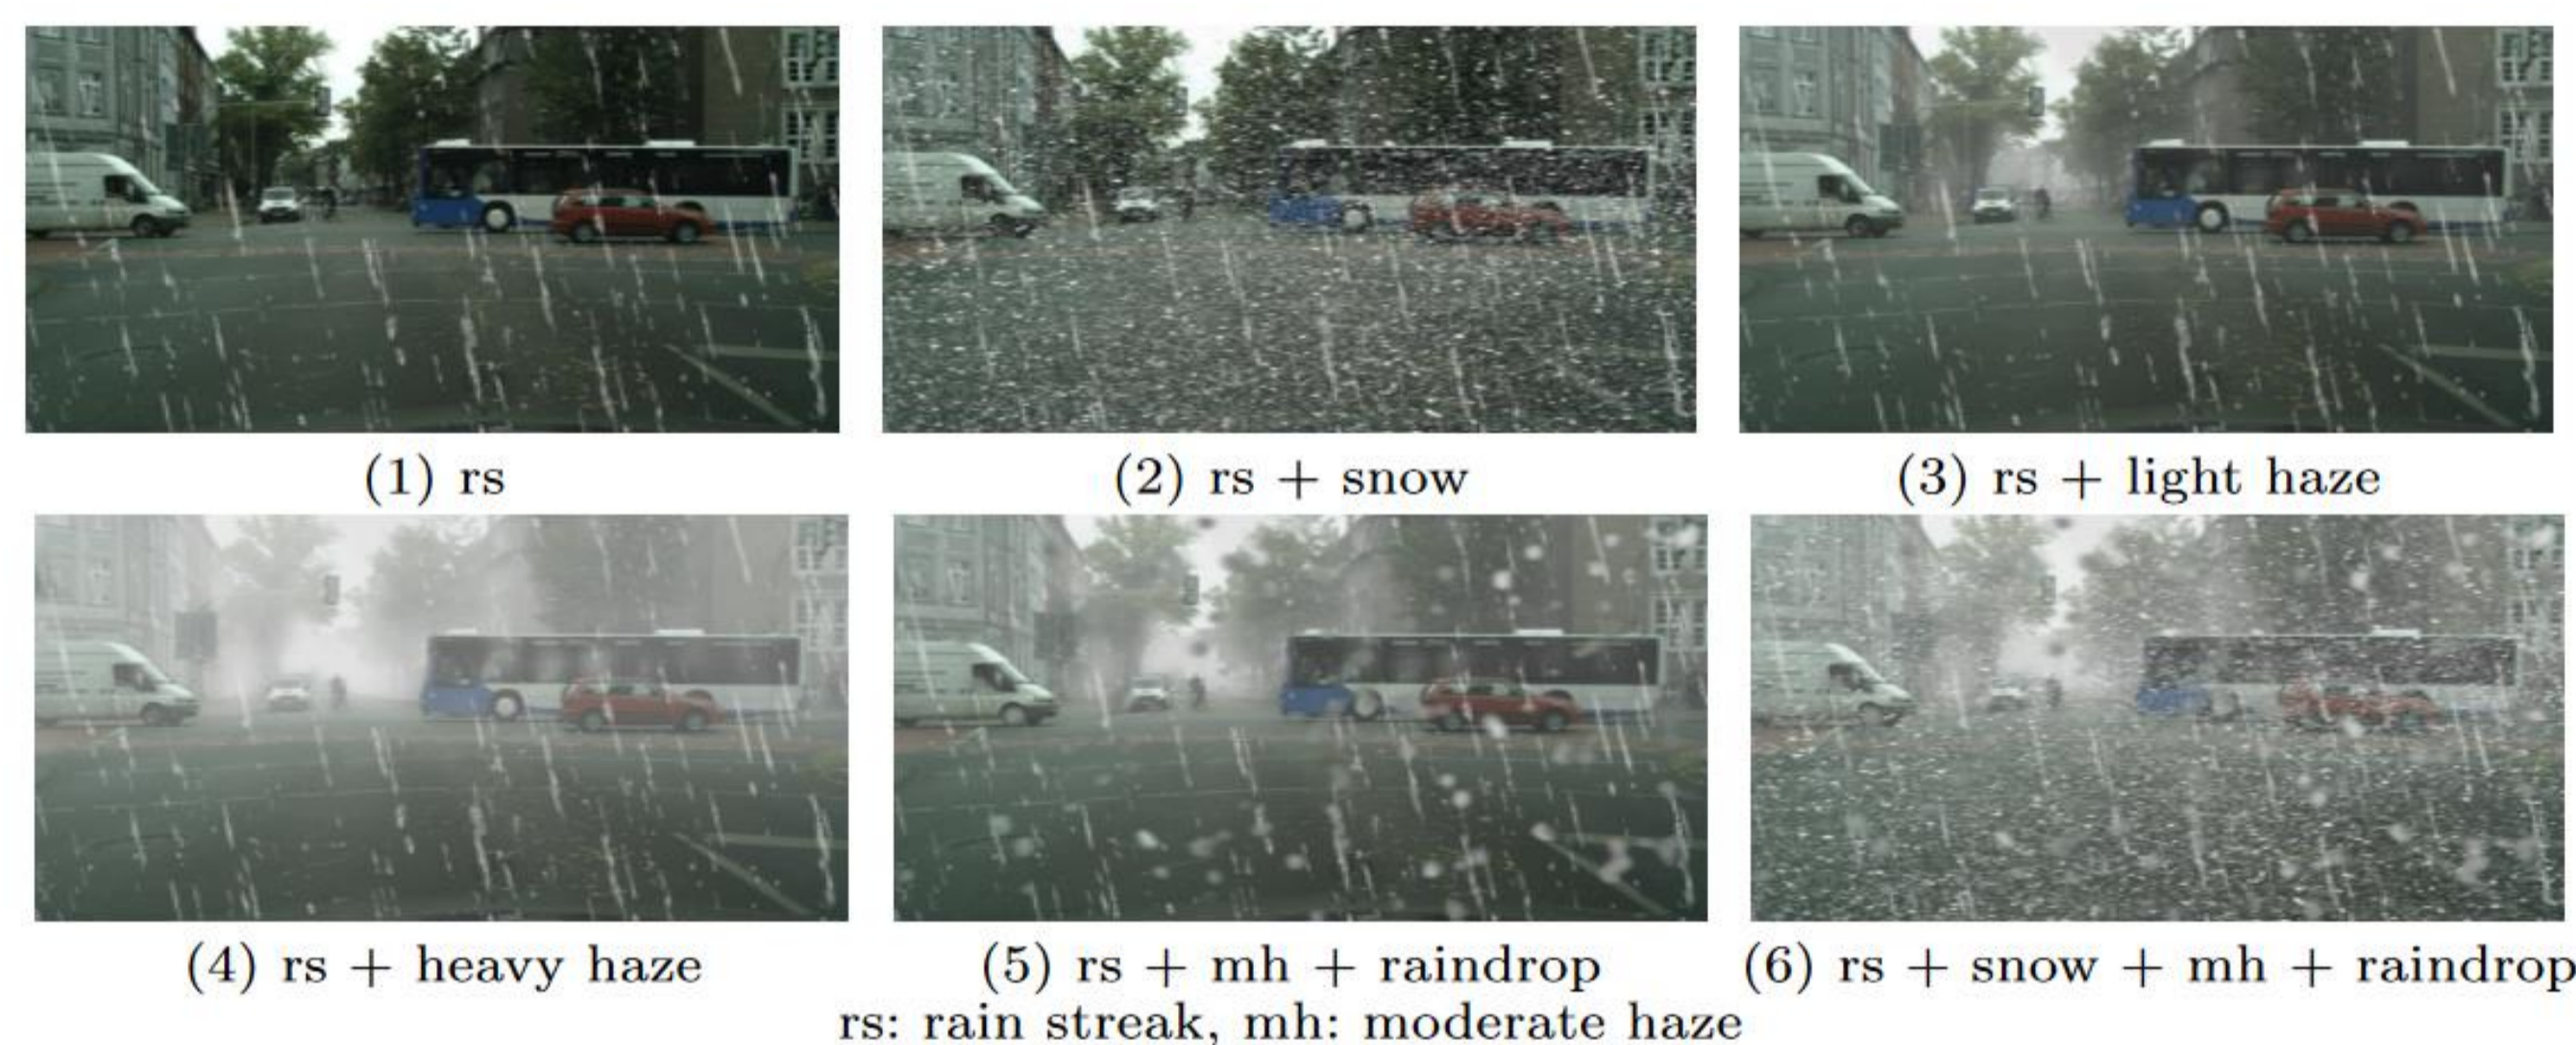 (1) rs
(2) rs + snow
(3) rs + light haze
(4) rs + heavy haze
(5) rs + mh + raindrop
(6) rs + snow + mh + raindrop
rs: rain streak, mh: moderate haze